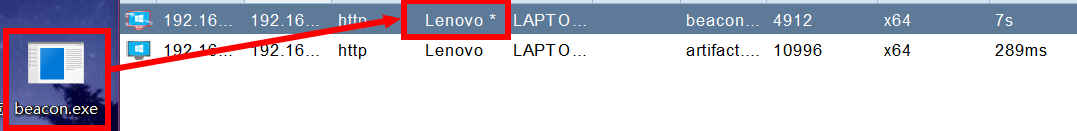 192.16... 192.16... http Lenovo * LAPTO... beacon... 4912 x64 7s
192.16... 192.16... http Lenovo LAPTO... artifact.... 10996 x64 289ms
beacon.exe